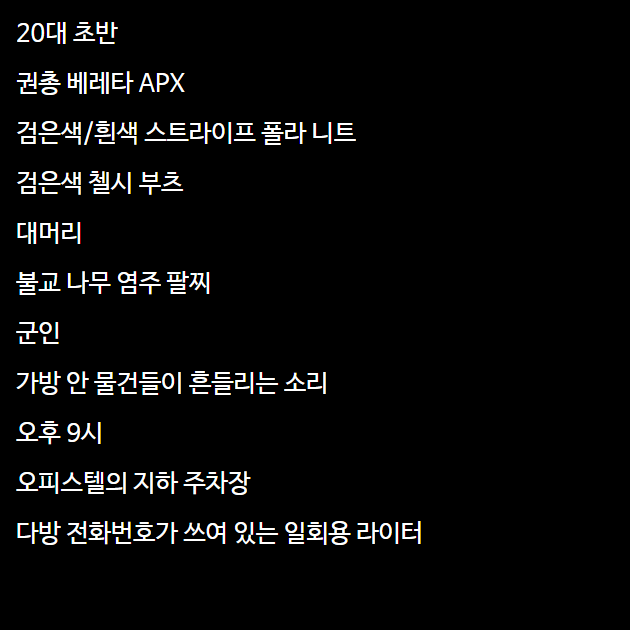 20대 초반
권총 베레타 APX
검은색/흰색 스트라이프 폴라 니트
검은색 첼시 부츠
대머리
불교 나무 염주 팔찌
군인
가방 안 물건들이 흔들리는 소리
오후 9시
오피스텔의 지하 주차장
다방 전화번호가 쓰여 있는 일회용 라이터